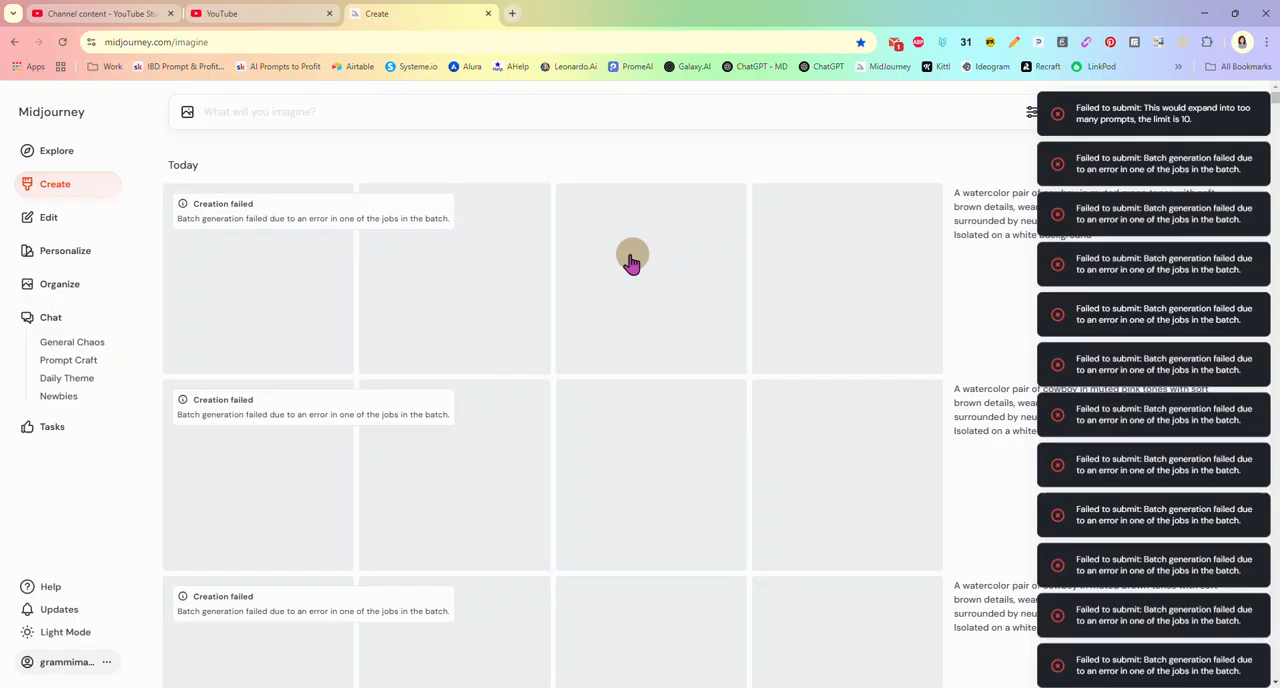 Channel content - YouTube Stu
YouTube
Create
midjourney.com/imagine
1
31
Apps
Work
IBD Prompt & Profit...
AI Prompts to Profit
Airtable
Systeme.io
Alura
AHelp
Leonardo.Ai
PromeAI
Galaxy.AI
ChatGPT - MD
ChatGPT
MidJourney
Kittl
Ideogram
Recraft
LinkPod
All Bookmarks
Midjourney
What will you imagine?
Explore
Create
Edit
Personalize
Organize
Chat
General Chaos
Prompt Craft
Daily Theme
Newbies
Tasks
Help
Updates
Light Mode
grammima...
Today
Creation failed
Batch generation failed due to an error in one of the jobs in the batch.
A watercolor pair of
brown details, wea
surrounded by neu
Isolated on a white background
Creation failed
Batch generation failed due to an error in one of the jobs in the batch.
A watercolor pair of cowboy in muted pink tones with soft
brown details, wea
surrounded by neu
Isolated on a white
Creation failed
Batch generation failed due to an error in one of the jobs in the batch.
A watercolor pair of
brown details, wea
surrounded by neu
Isolated on a white
Failed to submit: This would expand into too
many prompts, the limit is 10.
Failed to submit: Batch generation failed due
to an error in one of the jobs in the batch.
Failed to submit: Batch generation failed due
to an error in one of the jobs in the batch.
Failed to submit: Batch generation failed due
to an error in one of the jobs in the batch.
Failed to submit: Batch generation failed due
to an error in one of the jobs in the batch.
Failed to submit: Batch generation failed due
to an error in one of the jobs in the batch.
Failed to submit: Batch generation failed due
to an error in one of the jobs in the batch.
Failed to submit: Batch generation failed due
to an error in one of the jobs in the batch.
Failed to submit: Batch generation failed due
to an error in one of the jobs in the batch.
Failed to submit: Batch generation failed due
to an error in one of the jobs in the batch.
Failed to submit: Batch generation failed due
to an error in one of the jobs in the batch.
Failed to submit: Batch generation failed due
to an error in one of the jobs in the batch.